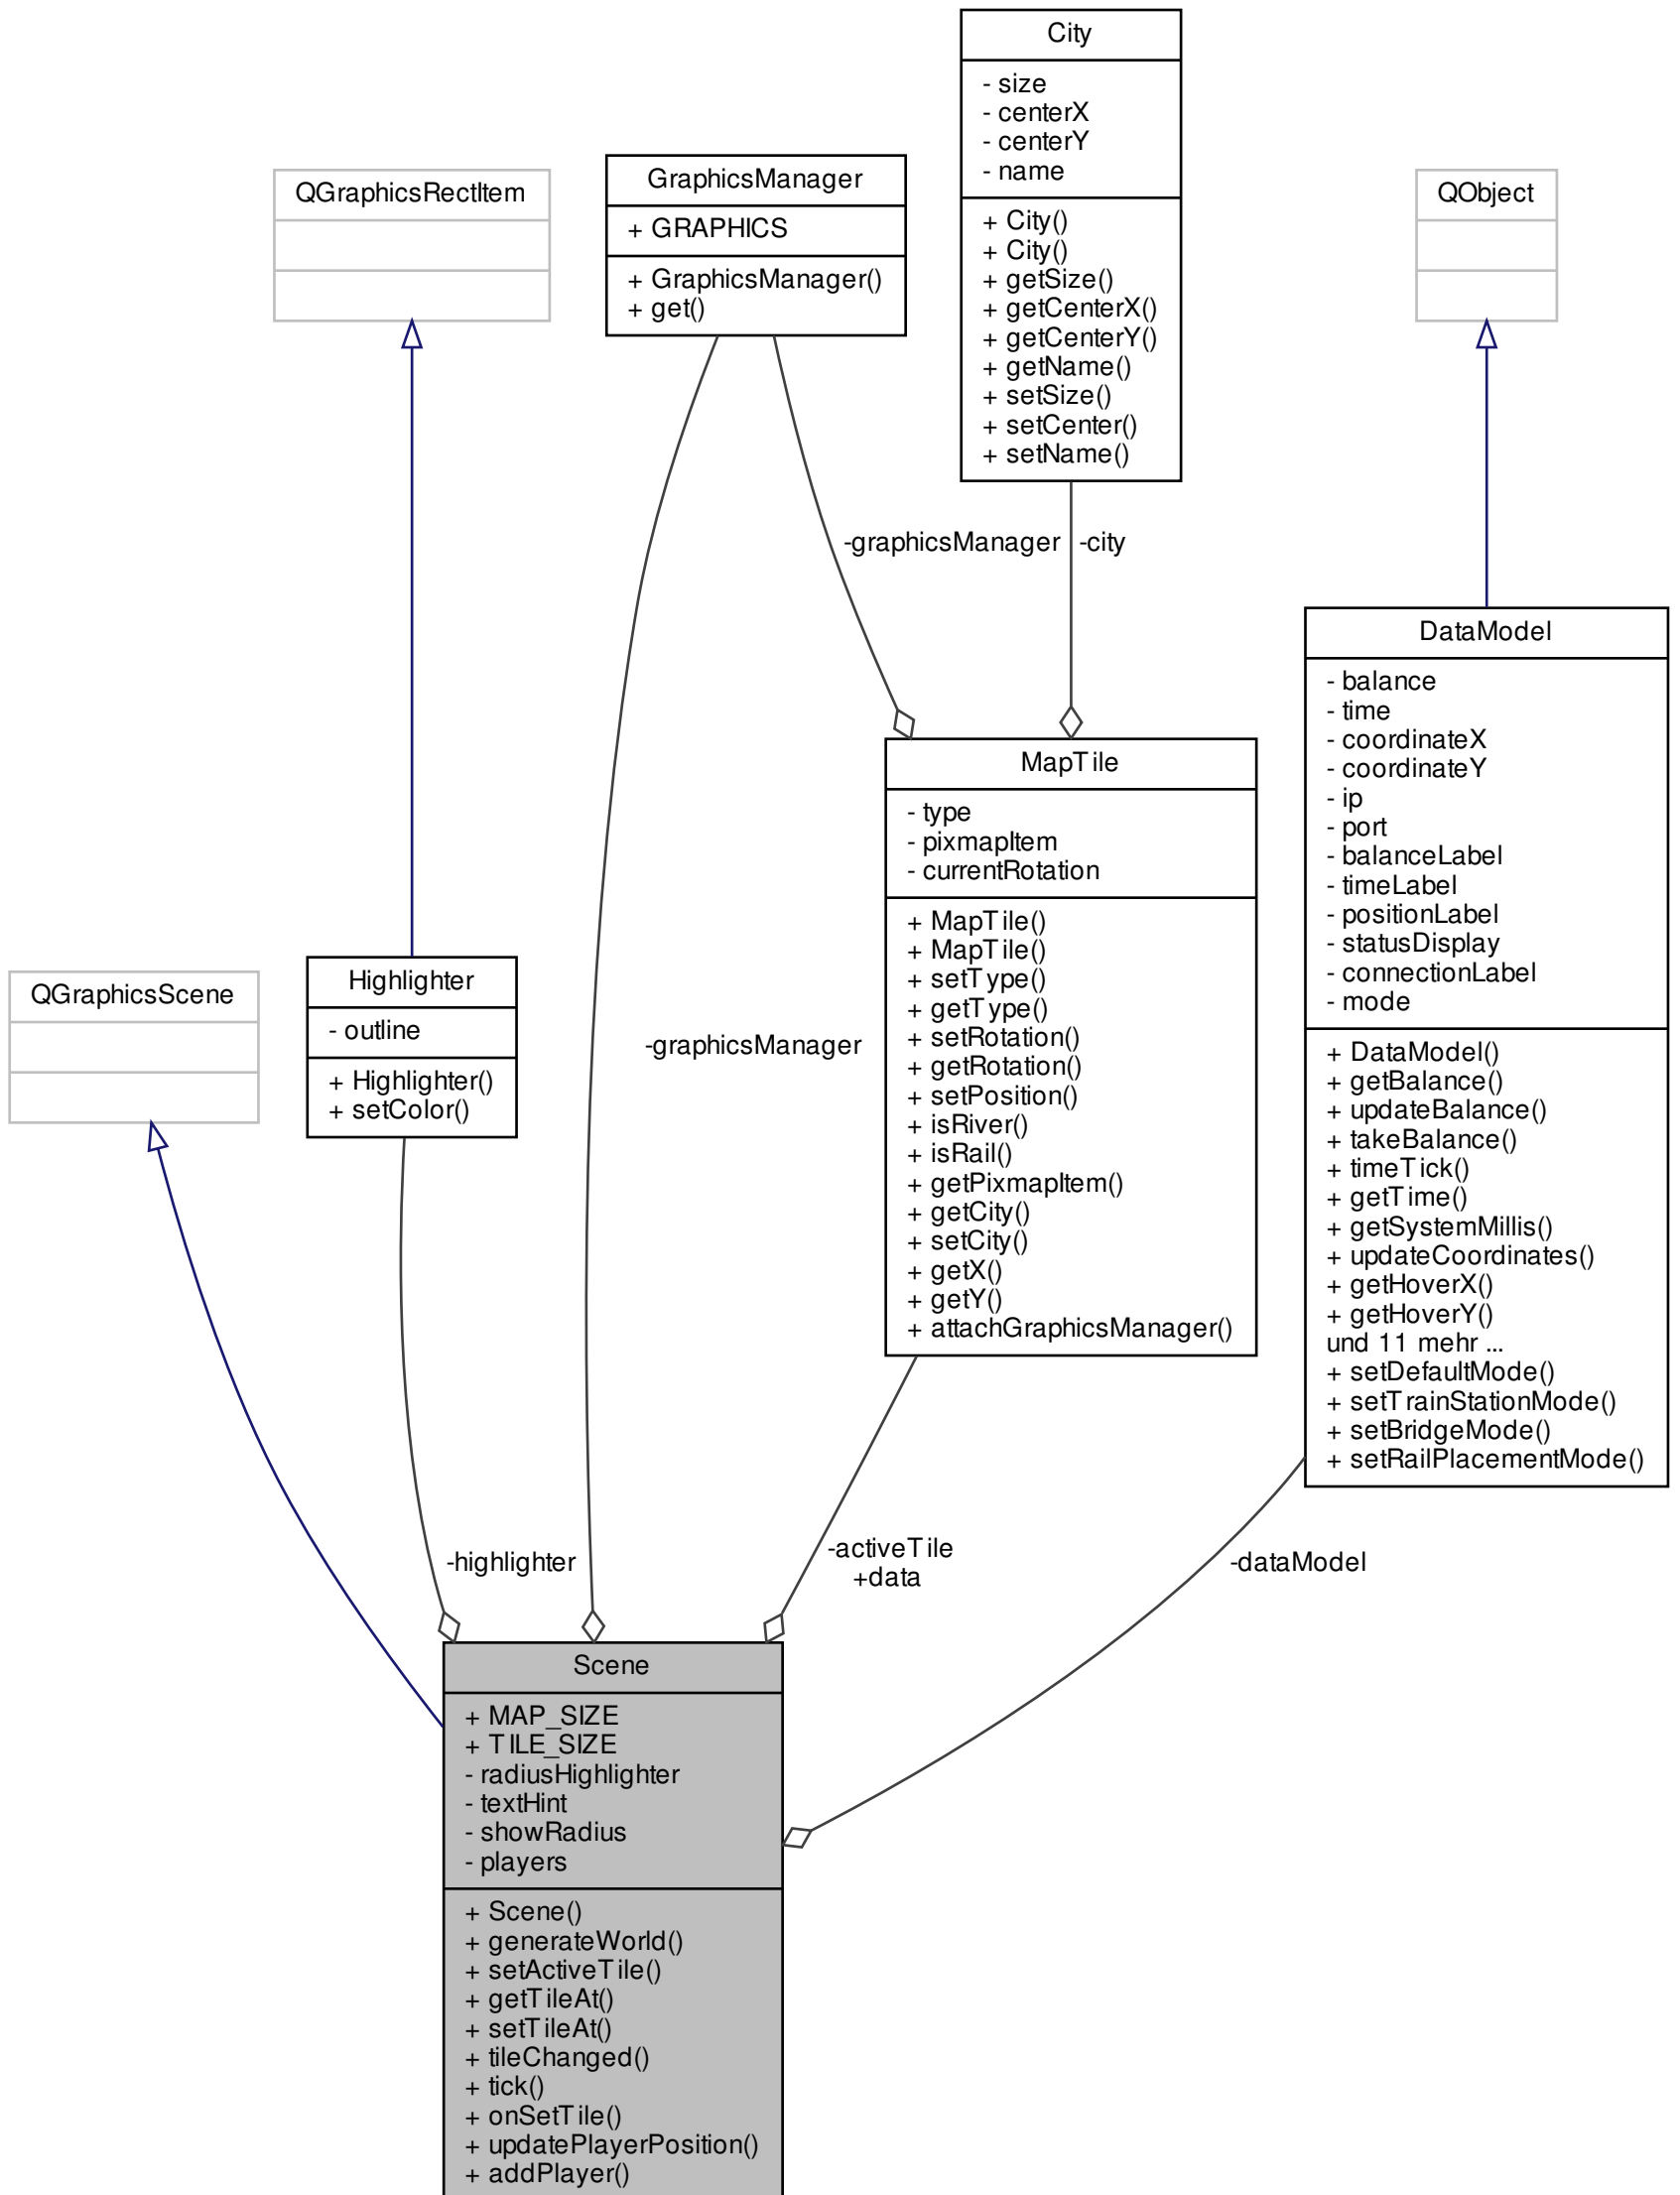 City
- size
- centerX
- centerY
- name
+ City()
+ City()
+ getSize()
+ getCenterX()
+ getCenterY()
+ getName()
+ setSize()
+ setCenter()
+ setName()
GraphicsManager
+ GRAPHICS
+ GraphicsManager()
+ get()
QGraphicsRectItem
QObject
-graphicsManager
-city
DataModel
- balance
- time
- coordinateX
- coordinateY
- ip
- port
- balanceLabel
- timeLabel
- positionLabel
- statusDisplay
- connectionLabel
- mode
+ DataModel()
+ getBalance()
+ updateBalance()
+ takeBalance()
+ timeTick()
+ getTime()
+ getSystemMillis()
+ updateCoordinates()
+ getHoverX()
+ getHoverY()
und 11 mehr ...
+ setDefaultMode()
+ setTrainStationMode()
+ setBridgeMode()
+ setRailPlacementMode()
MapTile
- type
- pixmapItem
- currentRotation
+ MapTile()
+ MapTile()
+ setType()
+ getType()
+ setRotation()
+ getRotation()
+ setPosition()
+ isRiver()
+ isRail()
+ getPixmapItem()
+ getCity()
+ setCity()
+ getX()
+ getY()
+ attachGraphicsManager()
QGraphicsScene
Highlighter
- outline
+ Highlighter()
+ setColor()
-graphicsManager
-highlighter
-activeTile
+data
-dataModel
Scene
+ MAP_SIZE
+ TILE_SIZE
- radiusHighlighter
- textHint
- showRadius
- players
+ Scene()
+ generateWorld()
+ setActiveTile()
+ getTileAt()
+ setTileAt()
+ tileChanged()
+ tick()
+ onSetTile()
+ updatePlayerPosition()
+ addPlayer()